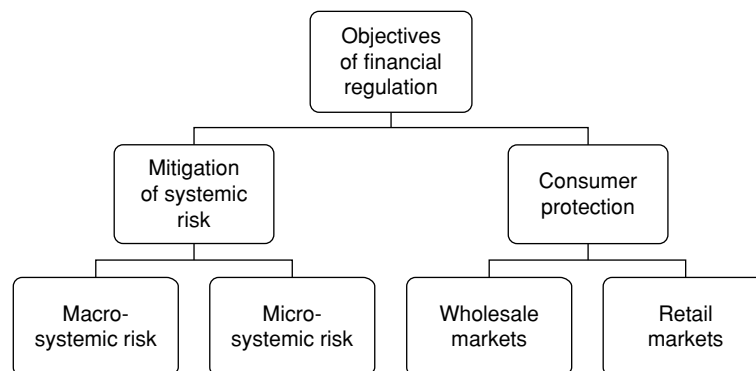 Objectives
of financial
regulation
Mitigation
of systemic
risk
Consumer
protection
Macro-
systemic risk
Micro-
systemic risk
Wholesale
markets
Retail
markets